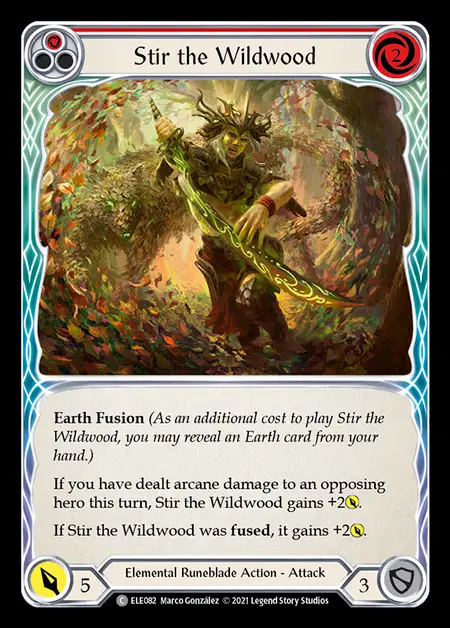 Stir the Wildwood
2
Earth Fusion (As an additional cost to play Stir the
Wildwood, you may reveal an Earth card from your
hand.)
If you have dealt arcane damage to an opposing
hero this turn, Stir the Wildwood gains +2.
If Stir the Wildwood was fused, it gains +2.
5
Elemental Runeblade Action - Attack
3
C ELE082 Marco González © 2021 Legend Story Studios